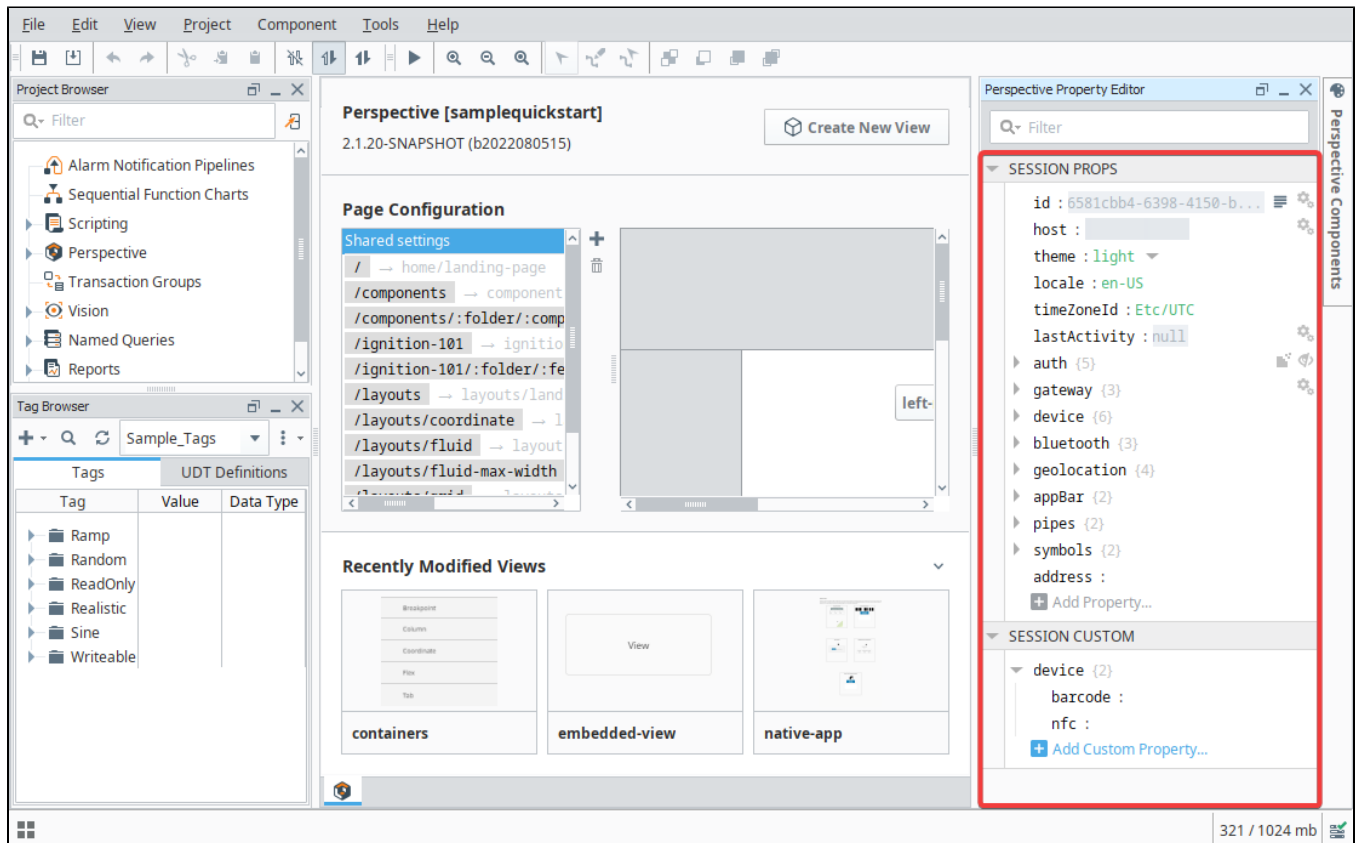 File Edit View Project Component Tools Help
Project Browser
Filter
Alarm Notification Pipelines
Sequential Function Charts
Scripting
Perspective
Transaction Groups
Vision
Named Queries
Reports
Tag Browser
Sample_Tags
Tags UDT Definitions
Tag Value Data Type
Ramp
Random
ReadOnly
Realistic
Sine
Writeable
Perspective [samplequickstart]
2.1.20-SNAPSHOT (b2022080515)
Create New View
Page Configuration
Shared settings
/ → home/landing-page
/components → component
/components/:folder/:comp
/ignition-101 → ignitio
/ignition-101/:folder/:fe
/layouts → layouts/land
/layouts/coordinate → l
/layouts/fluid → layout
/layouts/fluid-max-width
left-
Recently Modified Views
Breakpoint
Column
Coordinate
Flex
Tab
containers
View
embedded-view
native-app
Perspective Property Editor
Filter
SESSION PROPS
id : 6581cbb4-6398-4150-b...
host :
theme : light
locale : en-US
timeZoneId : Etc/UTC
lastActivity : null
auth {5}
gateway {3}
device {6}
bluetooth {3}
geolocation {4}
appBar {2}
pipes {2}
symbols {2}
address :
Add Property...
SESSION CUSTOM
device {2}
barcode :
nfc :
Add Custom Property...
Perspective Components
321 / 1024 mb